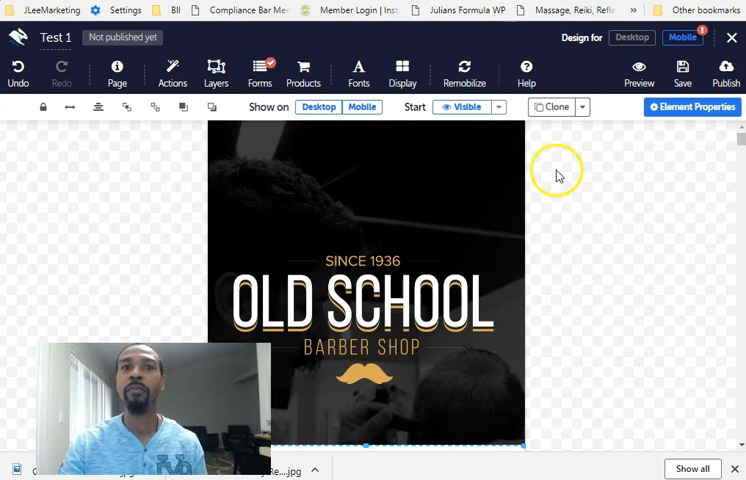 JLeeMarketing Settings BII Compliance Bar Mem Member Login | Inst Julians Formula WP Massage, Reiki, Refle » Other bookmarks
Test 1 Not published yet Design for Desktop Mobile !
Undo Redo Page Actions Layers Forms Products Fonts Display Remobilize Help Preview Save Publish
Show on Desktop Mobile Start Visible Clone Element Properties
SINCE 1936
OLD SCHOOL
BARBER SHOP
....jpg Show all